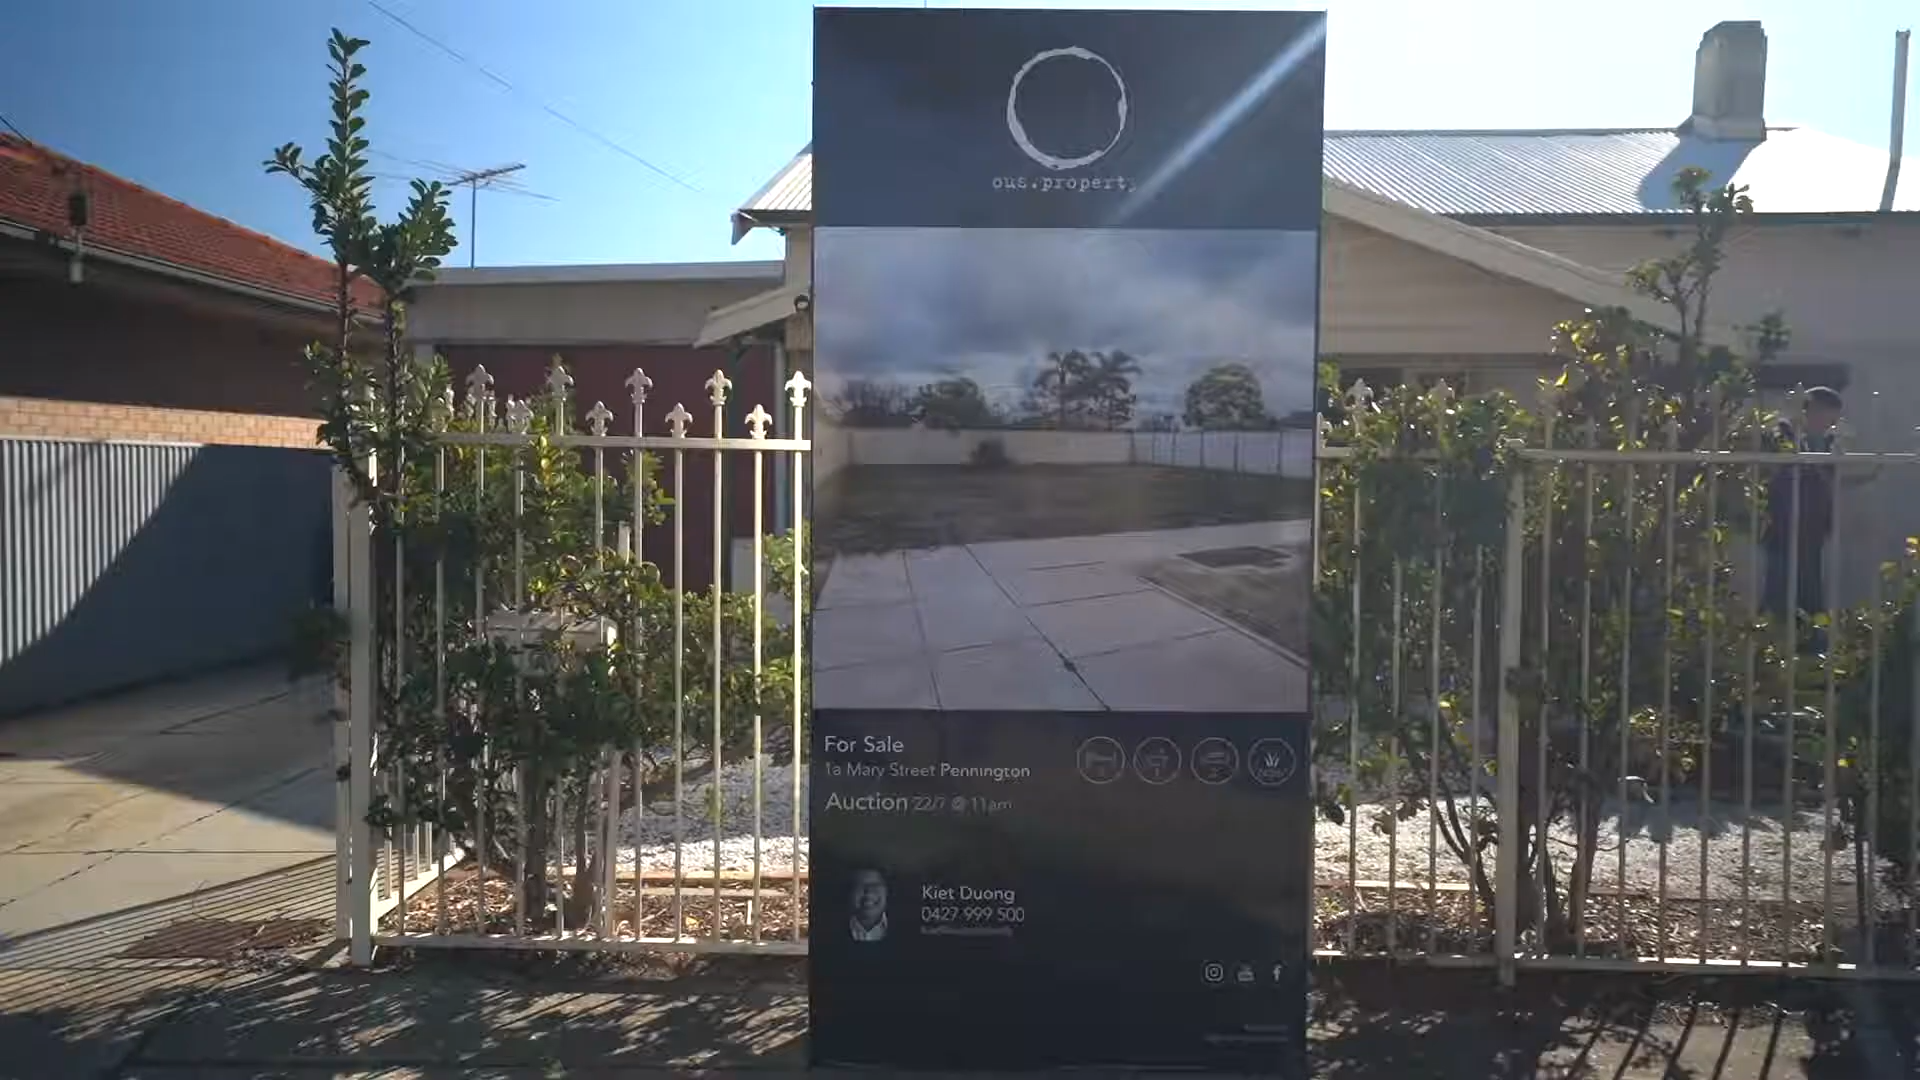 ous.property
For Sale
1a Mary Street Pennington
Auction 22/7 @ 11am
Kiet Duong
0427 999 500